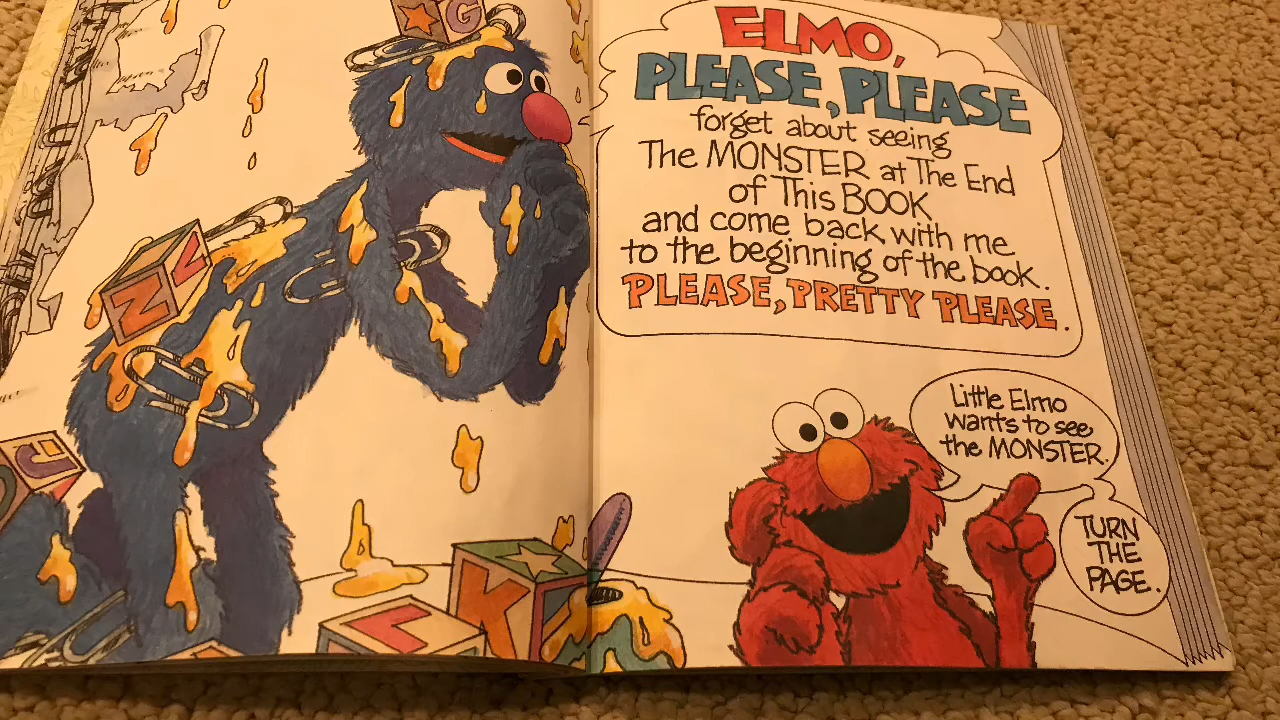 G
N
V
ELMO,
PLEASE, PLEASE
forget about seeing
The MONSTER at The End
of This BOOK
and come back with me
to the beginning of the book.
PLEASE, PRETTY PLEASE.
Little Elmo
wants to see
the MONSTER.
TURN
THE
PAGE.
K